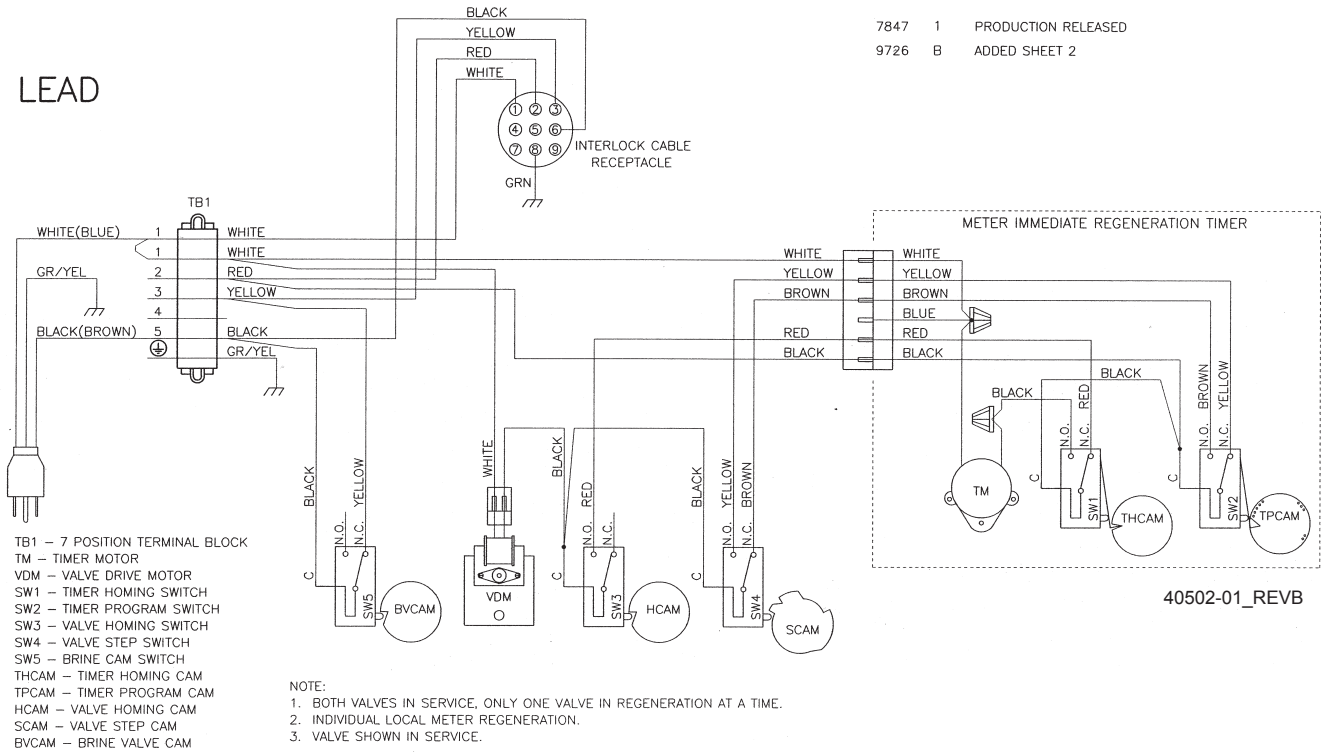 BLACK
YELLOW
RED
WHITE
7847 1 PRODUCTION RELEASED
9726 B ADDED SHEET 2
LEAD
1 2 3
4 5 6
7 8 9
INTERLOCK CABLE
RECEPTACLE
GRN
TB1
WHITE(BLUE) 1 WHITE
1 WHITE
GR/YEL 2 RED
3 YELLOW
4
BLACK(BROWN) 5 BLACK
GR/YEL
METER IMMEDIATE REGENERATION TIMER
WHITE WHITE
YELLOW YELLOW
BROWN BROWN
BLUE
RED RED
BLACK BLACK
BLACK
BLACK
RED
N.O.
N.C.
C
SW1
THCAM
TM
BROWN
YELLOW
N.O.
N.C.
C
SW2
TPCAM
BLACK
YELLOW
N.O.
N.C.
C
SW5
BVCAM
WHITE
VDM
BLACK
RED
N.O.
N.C.
C
SW3
HCAM
BLACK
YELLOW
BROWN
N.O.
N.C.
C
SW4
SCAM
40502-01_REVB
TB1 – 7 POSITION TERMINAL BLOCK
TM – TIMER MOTOR
VDM – VALVE DRIVE MOTOR
SW1 – TIMER HOMING SWITCH
SW2 – TIMER PROGRAM SWITCH
SW3 – VALVE HOMING SWITCH
SW4 – VALVE STEP SWITCH
SW5 – BRINE CAM SWITCH
THCAM – TIMER HOMING CAM
TPCAM – TIMER PROGRAM CAM
HCAM – VALVE HOMING CAM
SCAM – VALVE STEP CAM
BVCAM – BRINE VALVE CAM
NOTE:
1. BOTH VALVES IN SERVICE, ONLY ONE VALVE IN REGENERATION AT A TIME.
2. INDIVIDUAL LOCAL METER REGENERATION.
3. VALVE SHOWN IN SERVICE.